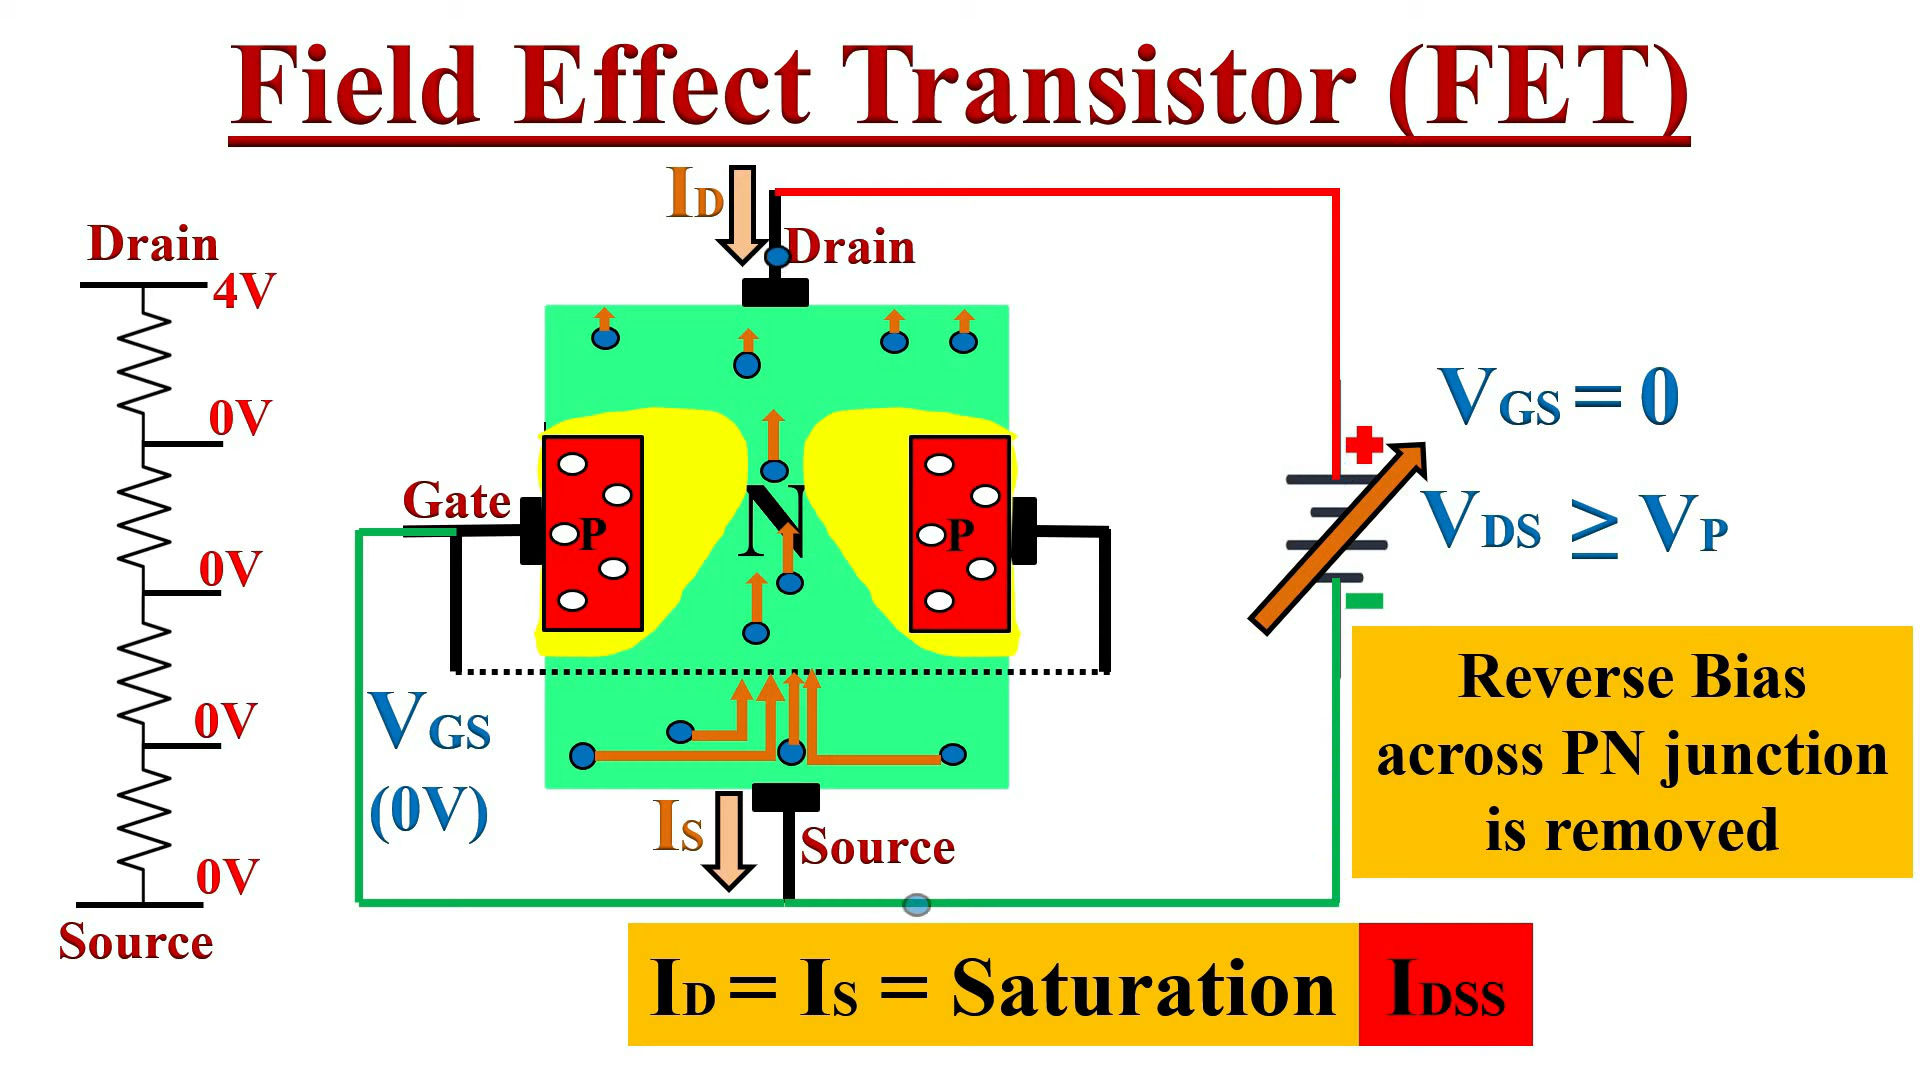 Field Effect Transistor (FET)
ID
Drain
Drain
4V
0V
0V
0V
0V
Source
Gate
P
N
P
VGS
(0V)
IS
Source
VGS = 0
VDS ≥ VP
Reverse Bias
across PN junction
is removed
ID = IS = Saturation IDSS